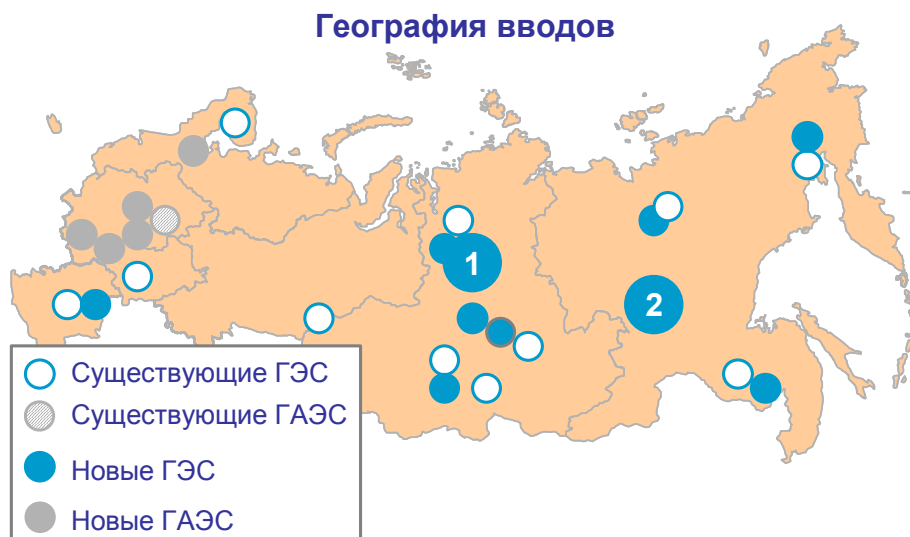 География вводов
1
2
Существующие ГЭС
Существующие ГАЭС
Новые ГЭС
Новые ГАЭС